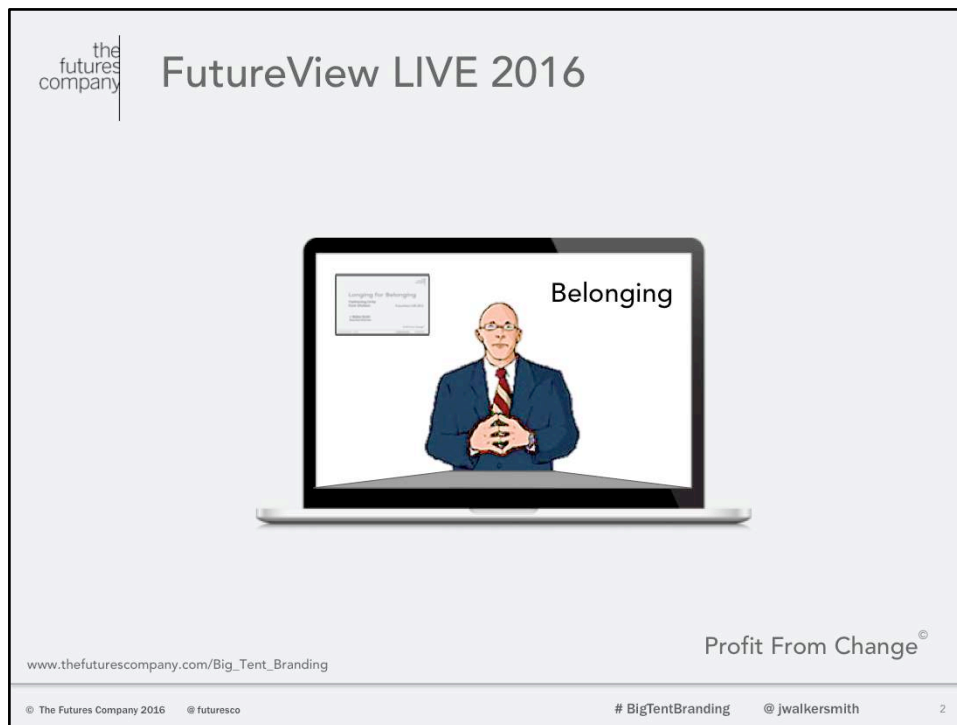 the
futures
company
FutureView LIVE 2016
Longing for Belonging
Belonging
Profit From Change©
www.thefuturescompany.com/Big_Tent_Branding
© The Futures Company 2016 @ futuresco # BigTentBranding @ jwalkersmith 2